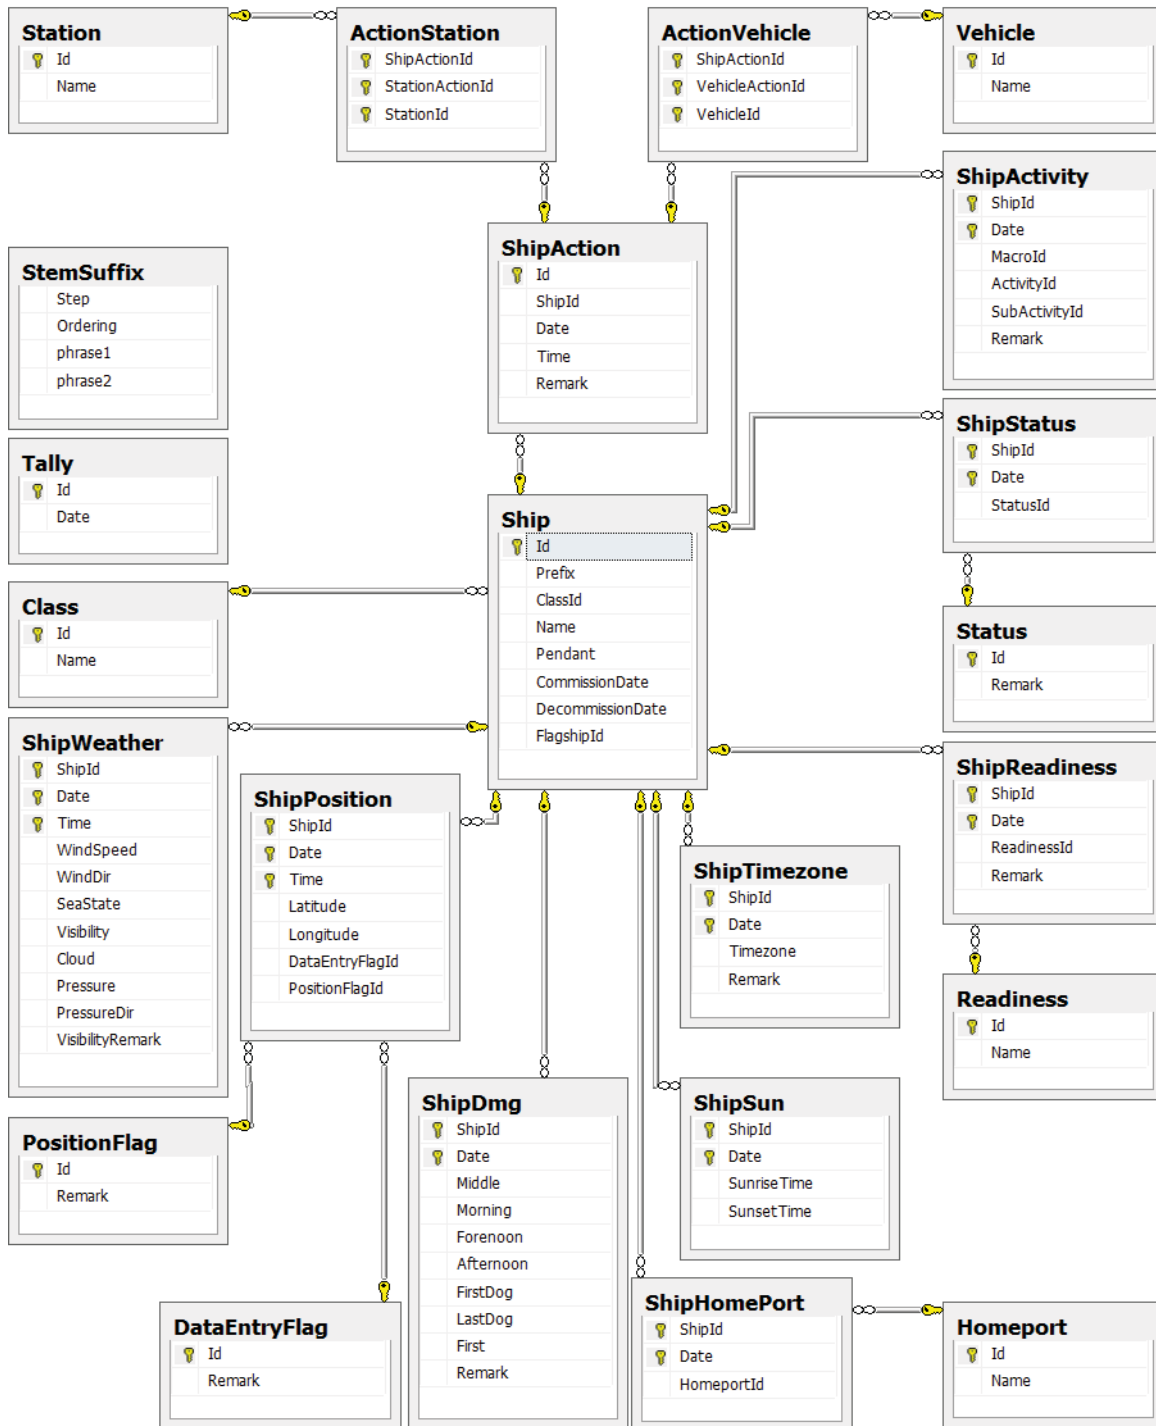 Station
Id
Name
ActionStation
ShipActionId
StationActionId
StationId
ActionVehicle
ShipActionId
VehicleActionId
VehicleId
Vehicle
Id
Name
ShipActivity
ShipId
Date
MacroId
ActivityId
SubActivityId
Remark
StemSuffix
Step
Ordering
phrase1
phrase2
ShipAction
Id
ShipId
Date
Time
Remark
ShipStatus
ShipId
Date
StatusId
Tally
Id
Date
Ship
Id
Prefix
ClassId
Name
Pendant
CommissionDate
DecommissionDate
FlagshipId
Class
Id
Name
Status
Id
Remark
ShipWeather
ShipId
Date
Time
WindSpeed
WindDir
SeaState
Visibility
Cloud
Pressure
PressureDir
VisibilityRemark
ShipPosition
ShipId
Date
Time
Latitude
Longitude
DataEntryFlagId
PositionFlagId
ShipReadiness
ShipId
Date
ReadinessId
Remark
ShipTimezone
ShipId
Date
Timezone
Remark
Readiness
Id
Name
PositionFlag
Id
Remark
ShipDmg
ShipId
Date
Middle
Morning
Forenoon
Afternoon
FirstDog
LastDog
First
Remark
ShipSun
ShipId
Date
SunriseTime
SunsetTime
DataEntryFlag
Id
Remark
ShipHomePort
ShipId
Date
HomeportId
Homeport
Id
Name